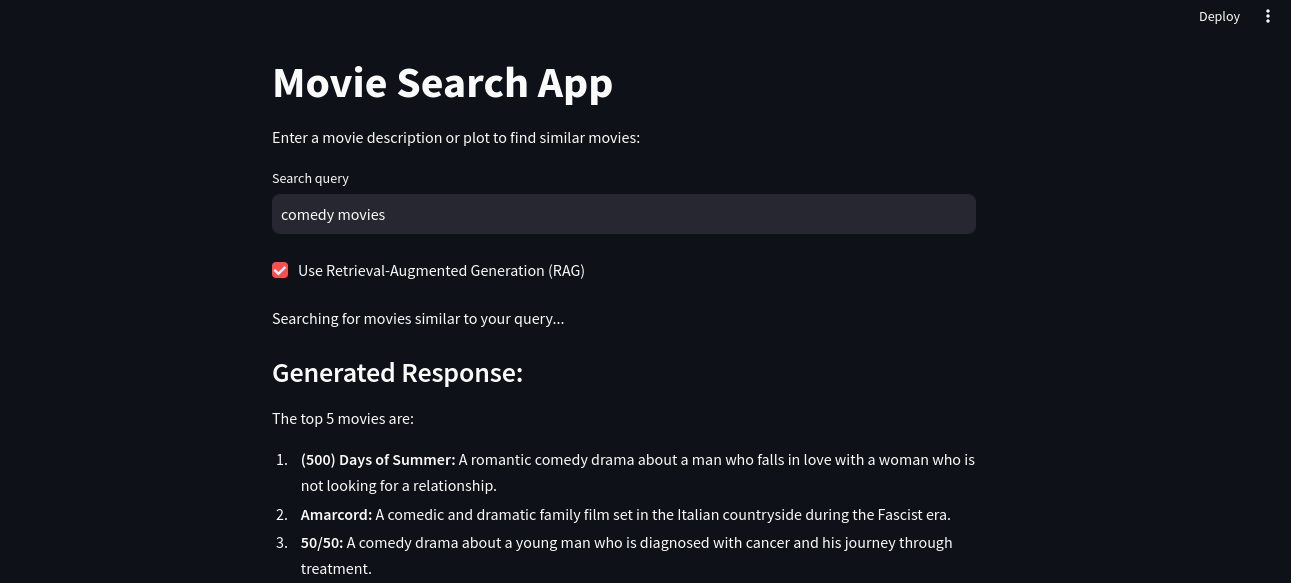 Deploy
Movie Search App
Enter a movie description or plot to find similar movies:
Search query
comedy movies
Use Retrieval-Augmented Generation (RAG)
Searching for movies similar to your query...
Generated Response:
The top 5 movies are:
1. (500) Days of Summer: A romantic comedy drama about a man who falls in love with a woman who is
not looking for a relationship.
2. Amarcord: A comedic and dramatic family film set in the Italian countryside during the Fascist era.
3. 50/50: A comedy drama about a young man who is diagnosed with cancer and his journey through
treatment.